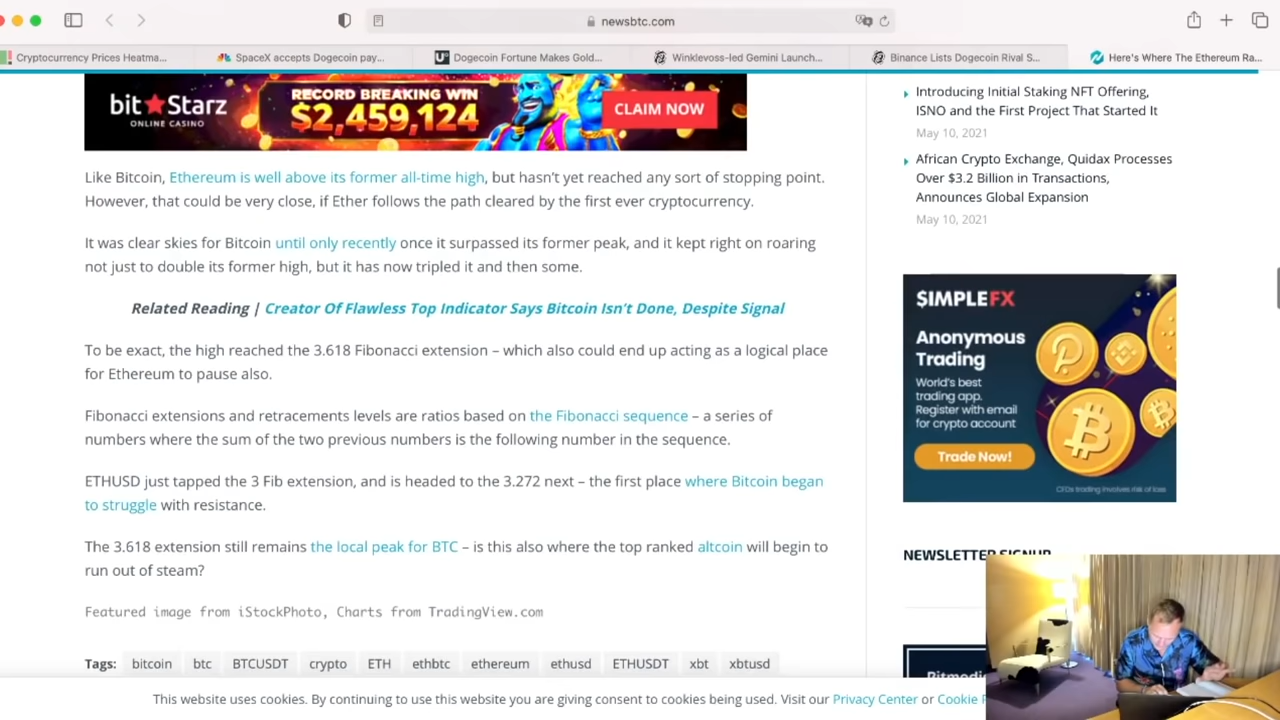 newsbtc.com
Cryptocurrency Prices Heatma...
SpaceX accepts Dogecoin pay...
Dogecoin Fortune Makes Gold...
Winklevoss-led Gemini Launch...
Binance Lists Dogecoin Rival S...
Here's Where The Ethereum Ra...
bit★Starz
ONLINE CASINO
RECORD BREAKING WIN
$2,459,124
CLAIM NOW
Like Bitcoin, Ethereum is well above its former all-time high, but hasn't yet reached any sort of stopping point.
However, that could be very close, if Ether follows the path cleared by the first ever cryptocurrency.
It was clear skies for Bitcoin until only recently once it surpassed its former peak, and it kept right on roaring
not just to double its former high, but it has now tripled it and then some.
Related Reading | Creator Of Flawless Top Indicator Says Bitcoin Isn't Done, Despite Signal
To be exact, the high reached the 3.618 Fibonacci extension – which also could end up acting as a logical place
for Ethereum to pause also.
Fibonacci extensions and retracements levels are ratios based on the Fibonacci sequence – a series of
numbers where the sum of the two previous numbers is the following number in the sequence.
ETHUSD just tapped the 3 Fib extension, and is headed to the 3.272 next – the first place where Bitcoin began
to struggle with resistance.
The 3.618 extension still remains the local peak for BTC – is this also where the top ranked altcoin will begin to
run out of steam?
Featured image from iStockPhoto, Charts from TradingView.com
Tags: bitcoin btc BTCUSDT crypto ETH ethbtc ethereum ethusd ETHUSDT xbt xbtusd
Introducing Initial Staking NFT Offering,
ISNO and the First Project That Started It
May 10, 2021
African Crypto Exchange, Quidax Processes
Over $3.2 Billion in Transactions,
Announces Global Expansion
May 10, 2021
$IMPLEFX
Anonymous
Trading
World's best
trading app.
Register with email
for crypto account
Trade Now!
CFDs trading involves risk of loss
NEWSLETTER SIGNUP
This website uses cookies. By continuing to use this website you are giving consent to cookies being used. Visit our Privacy Center or Cookie